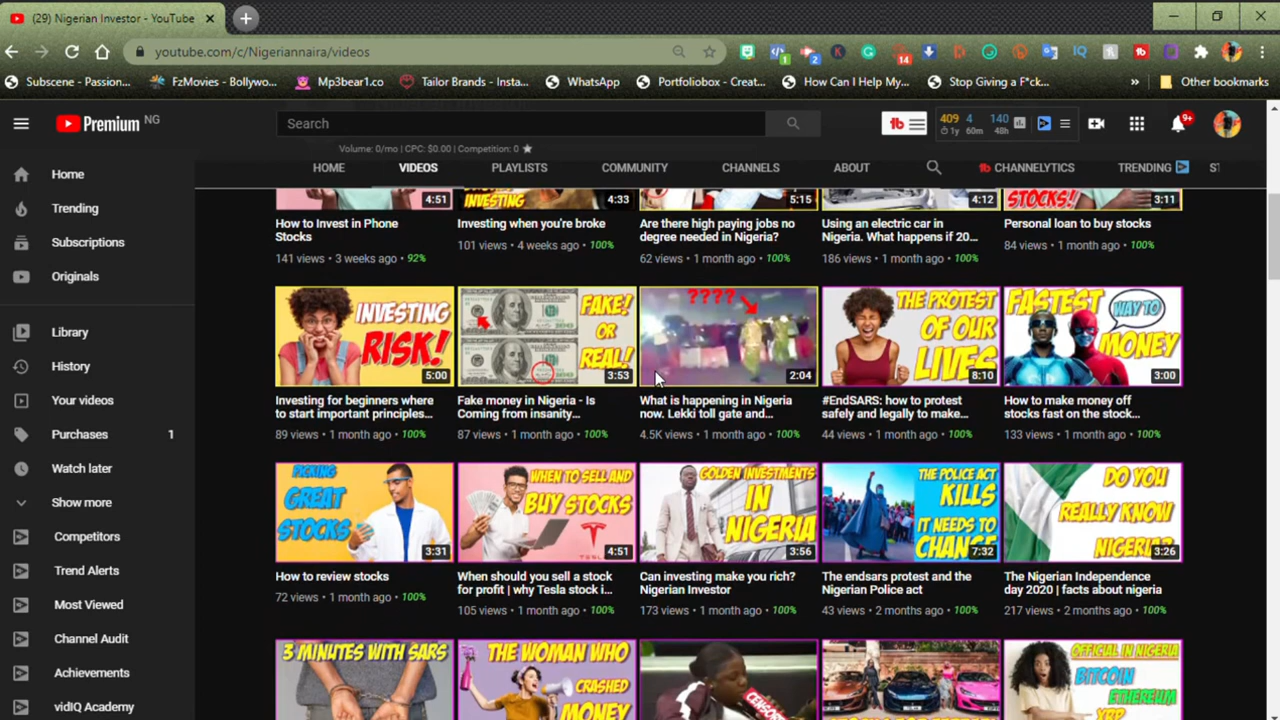 (29) Nigerian Investor - YouTube
youtube.com/c/Nigeriannaira/videos
Subscene - Passion... FzMovies - Bollywo... Mp3bear1.co Tailor Brands - Insta... WhatsApp Portfoliobox - Creat... How Can I Help My... Stop Giving a F*ck... » Other bookmarks
Premium NG
Search
409 4 140
1y 60m 48h
9+
Volume: 0/mo | CPC: $0.00 | Competition: 0
HOME VIDEOS PLAYLISTS COMMUNITY CHANNELS ABOUT CHANNELYTICS TRENDING ST
Home
Trending
Subscriptions
Originals
Library
History
Your videos
Purchases 1
Watch later
Show more
Competitors
Trend Alerts
Most Viewed
Channel Audit
Achievements
vidIQ Academy
4:51
INVESTING
4:33
5:15
4:12
STOCKS!
3:11
How to Invest in Phone
Stocks
141 views • 3 weeks ago • 92%
Investing when you're broke
101 views • 4 weeks ago • 100%
Are there high paying jobs no
degree needed in Nigeria?
62 views • 1 month ago • 100%
Using an electric car in
Nigeria. What happens if 20...
186 views • 1 month ago • 100%
Personal loan to buy stocks
84 views • 1 month ago • 100%
INVESTING
RISK!
5:00
FAKE!
OR
REAL!
3:53
????
2:04
THE PROTEST
OF OUR
LIVES
8:10
FASTEST
WAY TO
MONEY
3:00
Investing for beginners where
to start important principles...
89 views • 1 month ago • 100%
Fake money in Nigeria - Is
Coming from insanity...
87 views • 1 month ago • 100%
What is happening in Nigeria
now. Lekki toll gate and...
4.5K views • 1 month ago • 100%
#EndSARS: how to protest
safely and legally to make...
44 views • 1 month ago • 100%
How to make money off
stocks fast on the stock...
133 views • 1 month ago • 100%
PICKING
GREAT
STOCKS
3:31
WHEN TO SELL AND
BUY STOCKS
TESLA
4:51
GOLDEN INVESTMENTS
IN
NIGERIA
3:56
THE POLICE ACT
KILLS
IT NEEDS TO
CHANGE
7:32
DO YOU
REALLY KNOW
NIGERIA?
3:26
How to review stocks
72 views • 1 month ago • 100%
When should you sell a stock
for profit | why Tesla stock i...
105 views • 1 month ago • 100%
Can investing make you rich?
Nigerian Investor
173 views • 1 month ago • 100%
The endsars protest and the
Nigerian Police act
43 views • 2 months ago • 100%
The Nigerian Independence
day 2020 | facts about nigeria
217 views • 2 months ago • 100%
3 MINUTES WITH SARS
THE WOMAN WHO
CRASHED
MONEY
CENSORED
OFFICIAL IN NIGERIA
BITCOIN
ETHEREUM
XRP